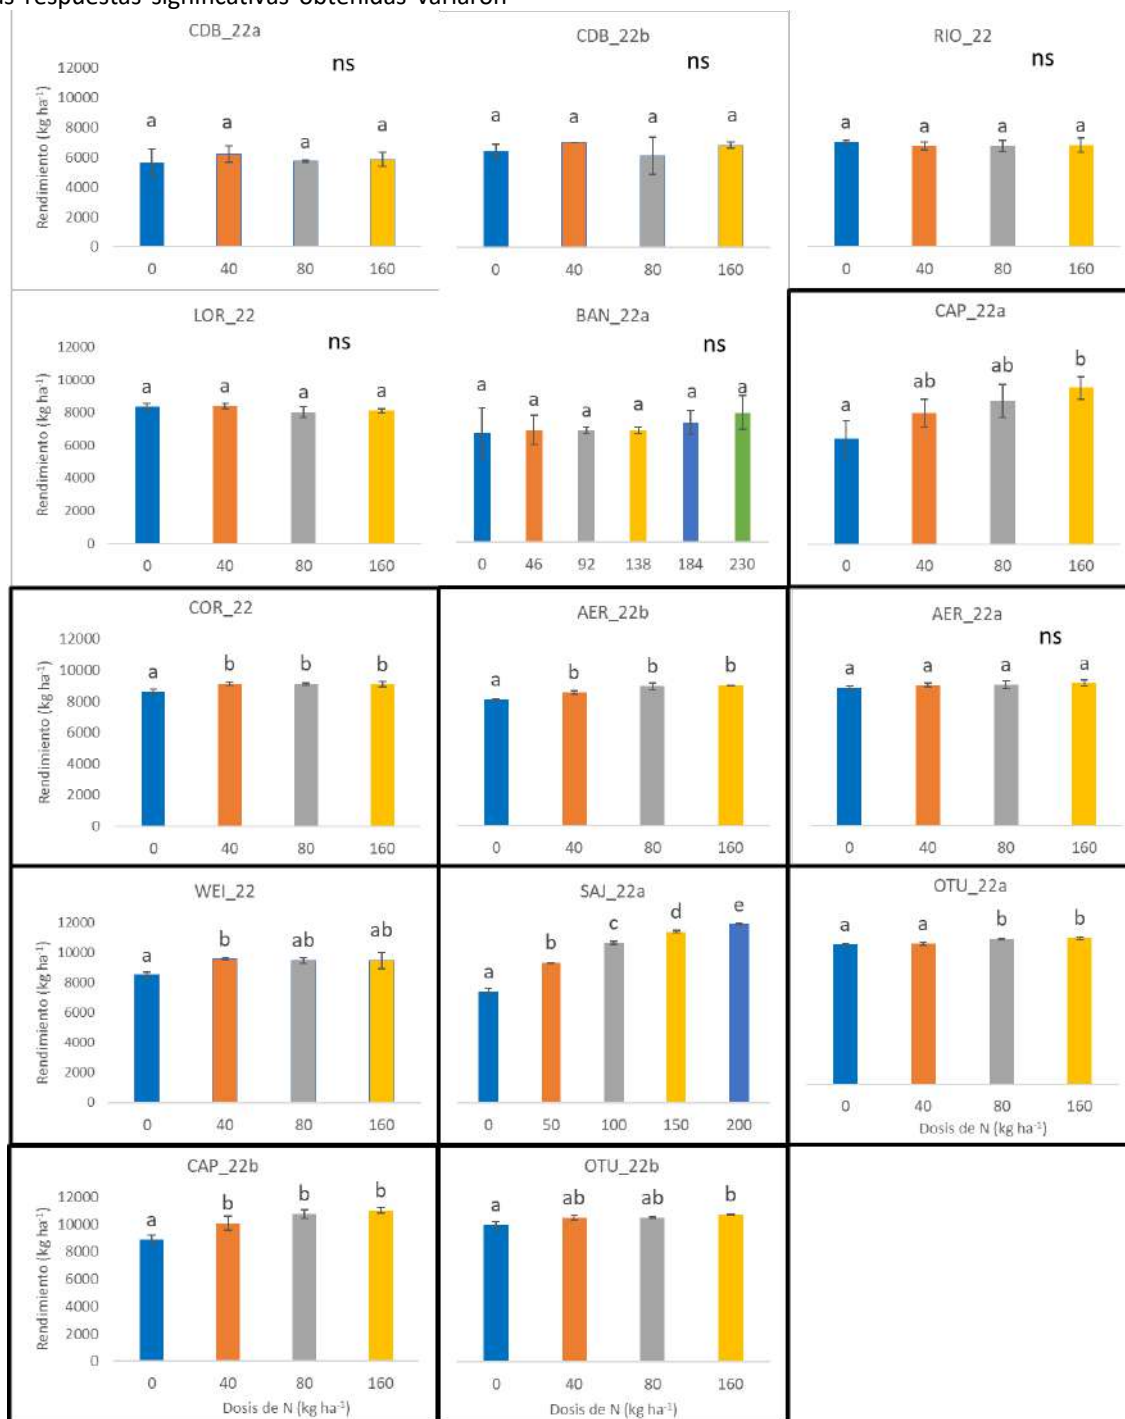 s respuestas significativas obtenidas variaron
CDB_22a
ns
Rendimiento (kg ha⁻¹)
12000
10000
8000
6000
4000
2000
0
a a a a
0 40 80 160
CDB_22b
ns
a a a a
0 40 80 160
RIO_22
ns
a a a a
0 40 80 160
LOR_22
ns
Rendimiento (kg ha⁻¹)
12000
10000
8000
6000
4000
2000
0
a a a a
0 40 80 160
BAN_22a
ns
a a a a a a
0 46 92 138 184 230
CAP_22a
a ab ab b
0 40 80 160
COR_22
Rendimiento (kg ha⁻¹)
12000
10000
8000
6000
4000
2000
0
a b b b
0 40 80 160
AER_22b
a b b b
0 40 80 160
AER_22a
ns
a a a a
0 40 80 160
WEI_22
Rendimiento (kg ha⁻¹)
12000
10000
8000
6000
4000
2000
0
a b ab ab
0 40 80 160
SAJ_22a
a b c d e
0 50 100 150 200
OTU_22a
a a b b
0 40 80 160
Dosis de N (kg ha⁻¹)
CAP_22b
Rendimiento (kg ha⁻¹)
12000
10000
8000
6000
4000
2000
0
a b b b
0 40 80 160
Dosis de N (kg ha⁻¹)
OTU_22b
a ab ab b
0 40 80 160
Dosis de N (kg ha⁻¹)